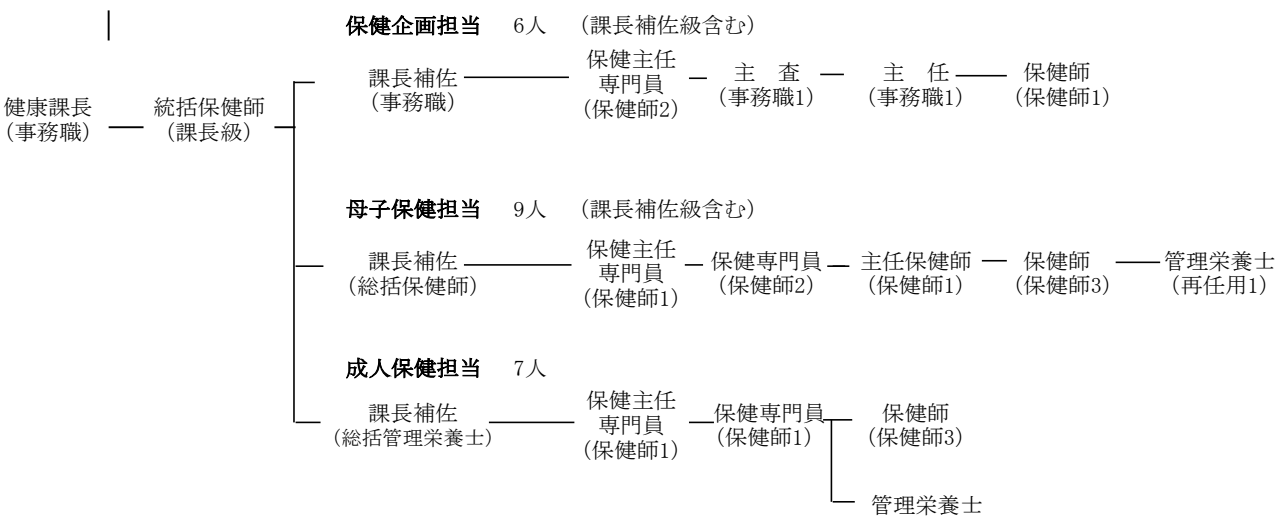 保健企画担当　6人　（課長補佐級含む）
健康課長
（事務職）
統括保健師
（課長級）
課長補佐
（事務職）
保健主任
専門員
（保健師2）
主　査
（事務職1）
主　任
（事務職1）
保健師
（保健師1）
母子保健担当　9人　（課長補佐級含む）
課長補佐
（総括保健師）
保健主任
専門員
（保健師1）
保健専門員
（保健師2）
主任保健師
（保健師1）
保健師
（保健師3）
管理栄養士
（再任用1）
成人保健担当　7人
課長補佐
（総括管理栄養士）
保健主任
専門員
（保健師1）
保健専門員
（保健師1）
保健師
（保健師3）
管理栄養士